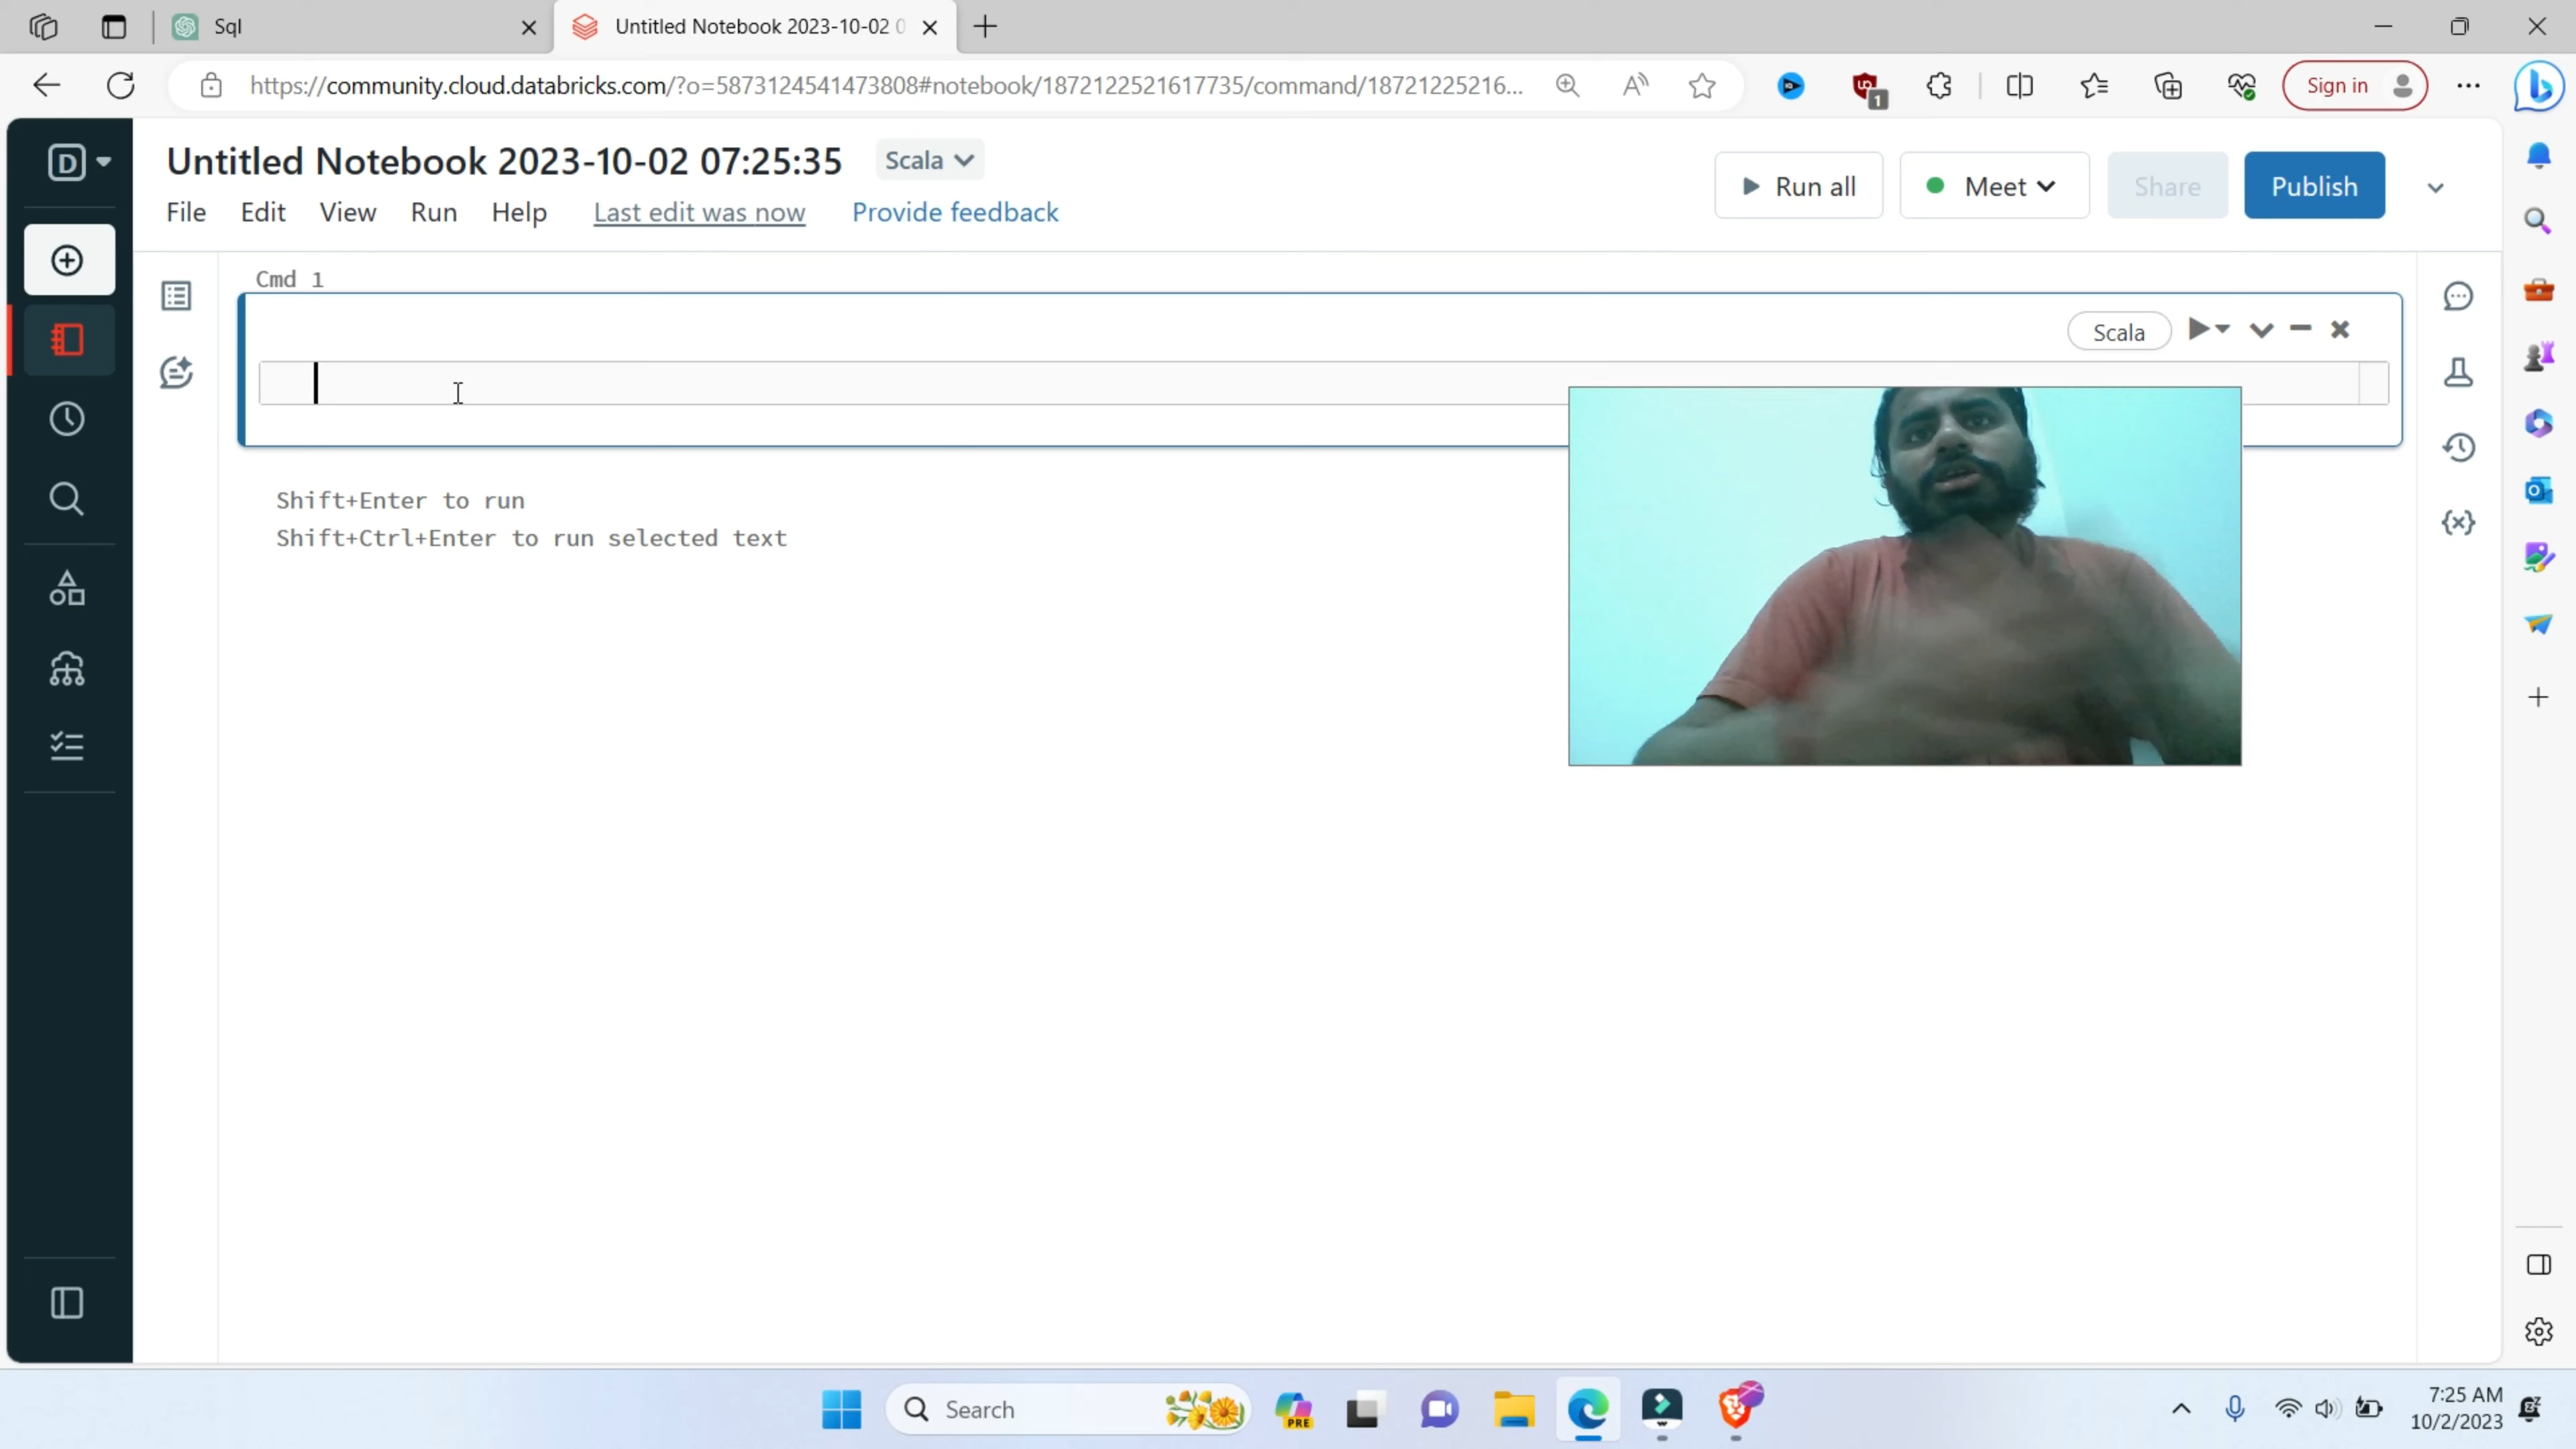 Sql
Untitled Notebook 2023-10-02 0
https://community.cloud.databricks.com/?o=5873124541473808#notebook/1872122521617735/command/18721225216...
1
Sign in
D
Untitled Notebook 2023-10-02 07:25:35
Scala
Run all
Meet
Share
Publish
File
Edit
View
Run
Help
Last edit was now
Provide feedback
Cmd 1
Scala
Shift+Enter to run
Shift+Ctrl+Enter to run selected text
Search
PRE
7:25 AM
10/2/2023